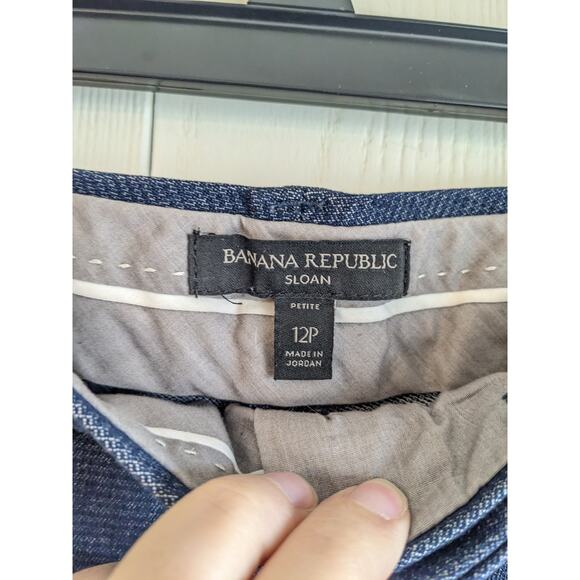 BANANA REPUBLIC
SLOAN
PETITE
12P
MADE IN
JORDAN